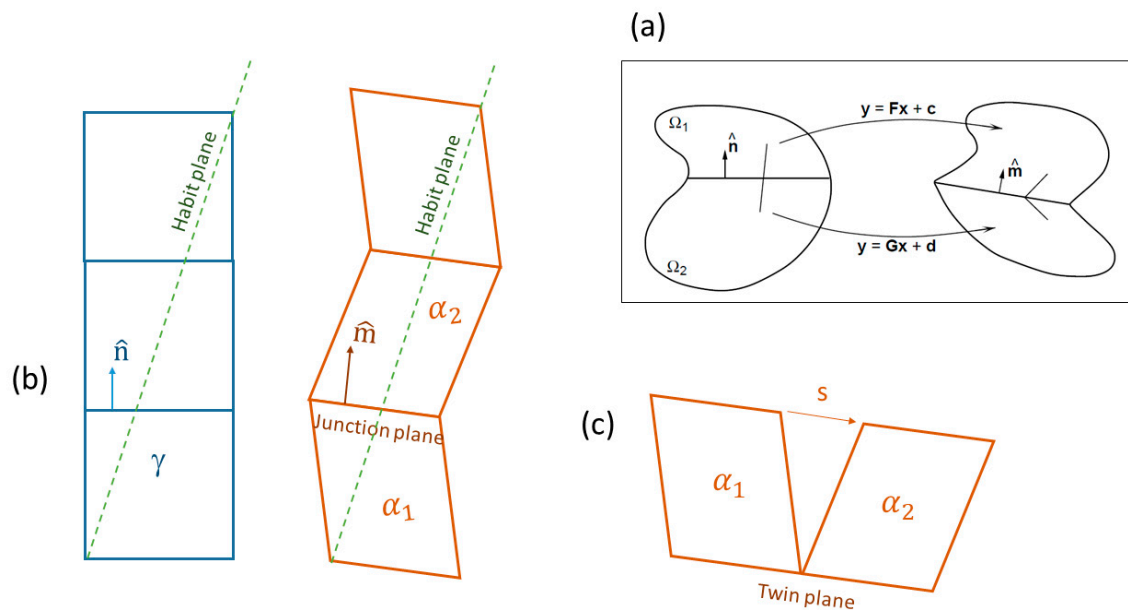 (a)
Ω₁
n̂
y = Fx + c
m̂
y = Gx + d
Ω₂
(b)
Habit plane
n̂
γ
Habit plane
α₂
m̂
Junction plane
α₁
(c)
s
α₁
α₂
Twin plane